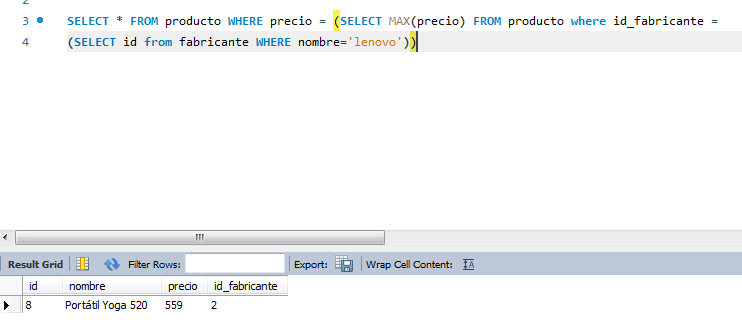 2
3 SELECT * FROM producto WHERE precio = (SELECT MAX(precio) FROM producto where id_fabricante =
4 (SELECT id from fabricante WHERE nombre='lenovo'))
Result Grid Filter Rows: Export: Wrap Cell Content: IA
id nombre precio id_fabricante
8 Portátil Yoga 520 559 2